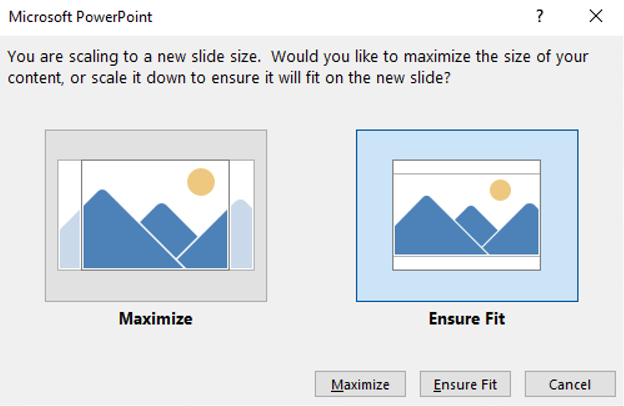 Microsoft PowerPoint
?
You are scaling to a new slide size.  Would you like to maximize the size of your
content, or scale it down to ensure it will fit on the new slide?
Maximize
Ensure Fit
Maximize
Ensure Fit
Cancel